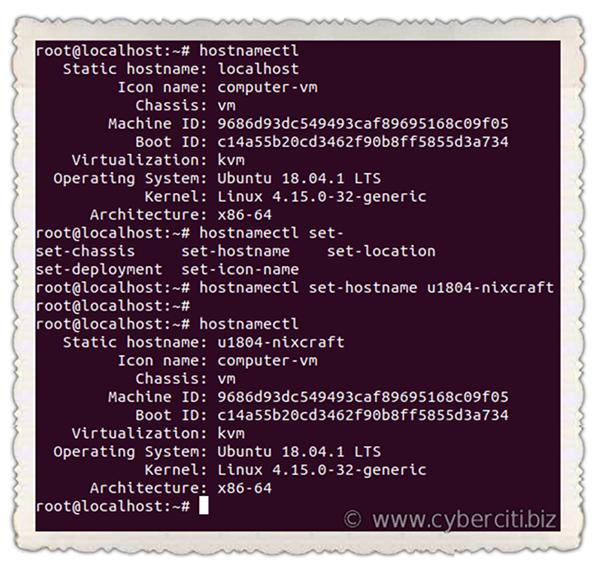 root@localhost:~# hostnamectl
Static hostname: localhost
Icon name: computer-vm
Chassis: vm
Machine ID: 9686d93dc549493caf89695168c09f05
Boot ID: c14a55b20cd3462f90b8ff5855d3a734
Virtualization: kvm
Operating System: Ubuntu 18.04.1 LTS
Kernel: Linux 4.15.0-32-generic
Architecture: x86-64
root@localhost:~# hostnamectl set-
set-chassis set-hostname set-location
set-deployment set-icon-name
root@localhost:~# hostnamectl set-hostname u1804-nixcraft
root@localhost:~#
root@localhost:~# hostnamectl
Static hostname: u1804-nixcraft
Icon name: computer-vm
Chassis: vm
Machine ID: 9686d93dc549493caf89695168c09f05
Boot ID: c14a55b20cd3462f90b8ff5855d3a734
Virtualization: kvm
Operating System: Ubuntu 18.04.1 LTS
Kernel: Linux 4.15.0-32-generic
Architecture: x86-64
root@localhost:~#
© www.cyberciti.biz